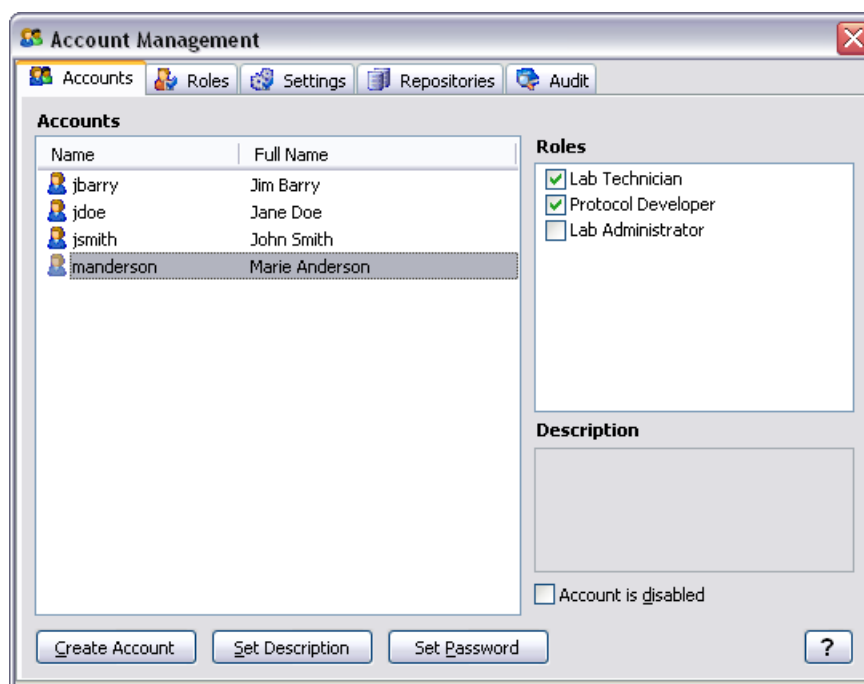 Account Management
Accounts Roles Settings Repositories Audit
Accounts
Name Full Name
jbarry Jim Barry
jdoe Jane Doe
jsmith John Smith
manderson Marie Anderson
Roles
Lab Technician
Protocol Developer
Lab Administrator
Description
Account is disabled
Create Account Set Description Set Password ?